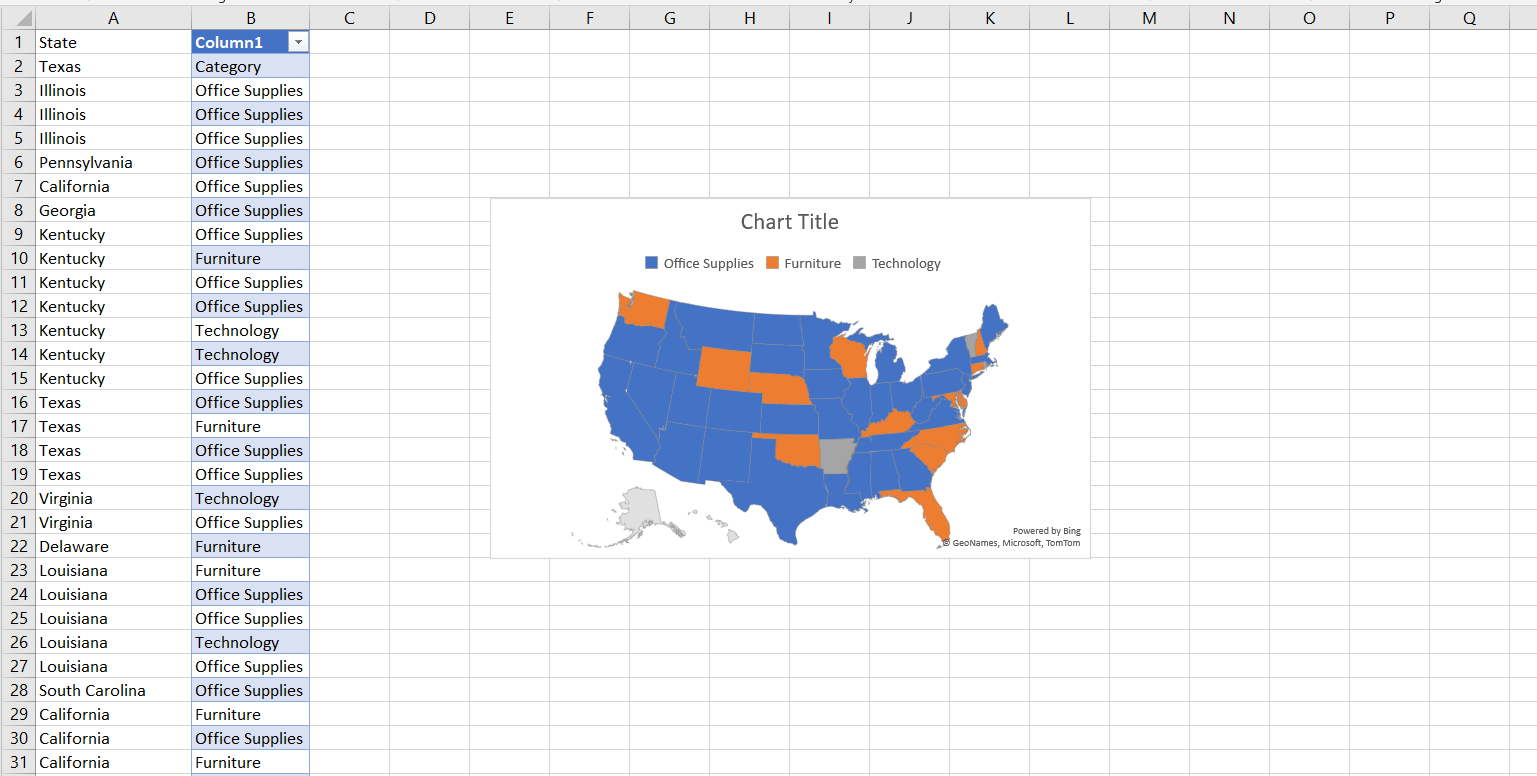 A B C D E F G H I J K L M N O P Q
1 State Column1
2 Texas Category
3 Illinois Office Supplies
4 Illinois Office Supplies
5 Illinois Office Supplies
6 Pennsylvania Office Supplies
7 California Office Supplies
8 Georgia Office Supplies
9 Kentucky Office Supplies
10 Kentucky Furniture
11 Kentucky Office Supplies
12 Kentucky Office Supplies
13 Kentucky Technology
14 Kentucky Technology
15 Kentucky Office Supplies
16 Texas Office Supplies
17 Texas Furniture
18 Texas Office Supplies
19 Texas Office Supplies
20 Virginia Technology
21 Virginia Office Supplies
22 Delaware Furniture
23 Louisiana Furniture
24 Louisiana Office Supplies
25 Louisiana Office Supplies
26 Louisiana Technology
27 Louisiana Office Supplies
28 South Carolina Office Supplies
29 California Furniture
30 California Office Supplies
31 California Furniture
Chart Title
Office Supplies Furniture Technology
Powered by Bing
© GeoNames, Microsoft, TomTom